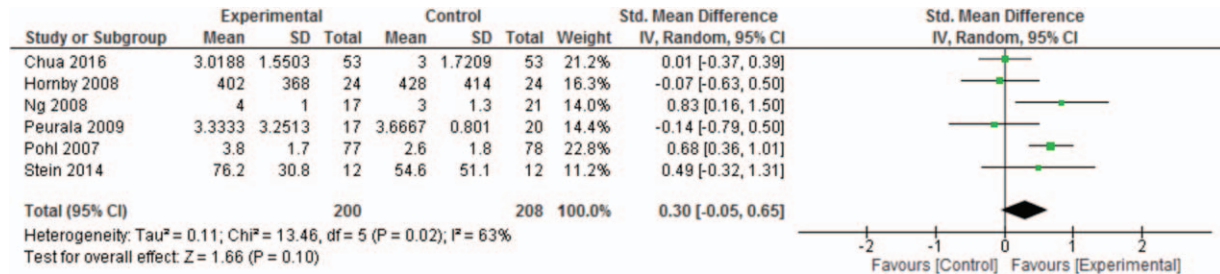 Experimental Control Std. Mean Difference Std. Mean Difference
Study or Subgroup Mean SD Total Mean SD Total Weight IV, Random, 95% CI IV, Random, 95% CI
Chua 2016 3.0188 1.5503 53 3 1.7209 53 21.2% 0.01 [-0.37, 0.39]
Hornby 2008 402 368 24 428 414 24 16.3% -0.07 [-0.63, 0.50]
Ng 2008 4 1 17 3 1.3 21 14.0% 0.83 [0.16, 1.50]
Peurala 2009 3.3333 3.2513 17 3.6667 0.801 20 14.4% -0.14 [-0.79, 0.50]
Pohl 2007 3.8 1.7 77 2.6 1.8 78 22.8% 0.68 [0.36, 1.01]
Stein 2014 76.2 30.8 12 54.6 51.1 12 11.2% 0.49 [-0.32, 1.31]
Total (95% CI) 200 208 100.0% 0.30 [-0.05, 0.65]
Heterogeneity: Tau² = 0.11; Chi² = 13.46, df = 5 (P = 0.02); I² = 63%
Test for overall effect: Z = 1.66 (P = 0.10)
-2 -1 0 1 2
Favours [Control] Favours [Experimental]